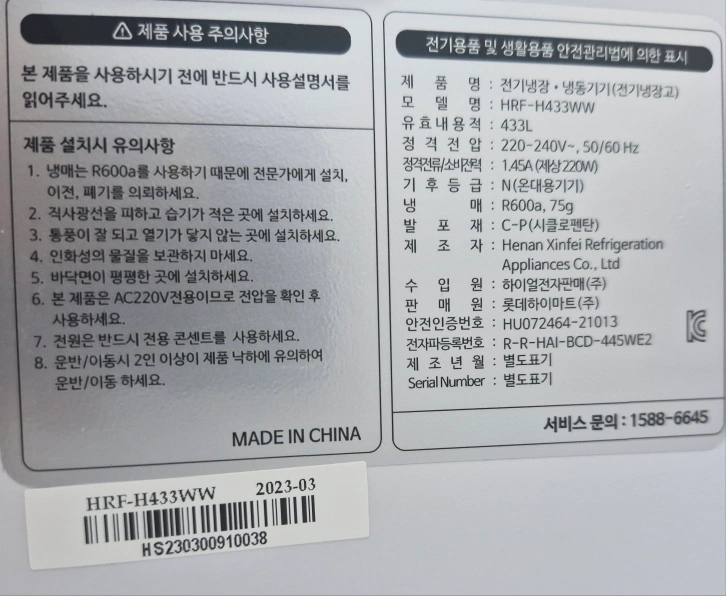 ⚠ 제품 사용 주의사항
본 제품을 사용하시기 전에 반드시 사용설명서를
읽어주세요.
제품 설치시 유의사항
1. 냉매는 R600a를 사용하기 때문에 전문가에게 설치,
이전, 폐기를 의뢰하세요.
2. 직사광선을 피하고 습기가 적은 곳에 설치하세요.
3. 통풍이 잘 되고 열기가 닿지 않는 곳에 설치하세요.
4. 인화성의 물질을 보관하지 마세요.
5. 바닥면이 평평한 곳에 설치하세요.
6. 본 제품은 AC220V전용이므로 전압을 확인 후
사용하세요.
7. 전원은 반드시 전용 콘센트를 사용하세요.
8. 운반/이동시 2인 이상이 제품 낙하에 유의하여
운반/이동 하세요.
MADE IN CHINA
전기용품 및 생활용품 안전관리법에 의한 표시
제 품 명 : 전기냉장•냉동기기(전기냉장고)
모 델 명 : HRF-H433WW
유효내용적 : 433L
정격전압 : 220-240V~, 50/60 Hz
정격전류/소비전력 : 1.45A (제상 220W)
기후등급 : N(온대용기기)
냉 매 : R600a, 75g
발 포 재 : C-P(시클로펜탄)
제 조 자 : Henan Xinfei Refrigeration
Appliances Co., Ltd
수 입 원 : 하이얼전자판매(주)
판 매 원 : 롯데하이마트(주)
안전인증번호 : HU072464-21013
전자파등록번호 : R-R-HAI-BCD-445WE2
제조년월 : 별도표기
Serial Number : 별도표기
서비스 문의 : 1588-6645
HRF-H433WW 2023-03
HS230300910038